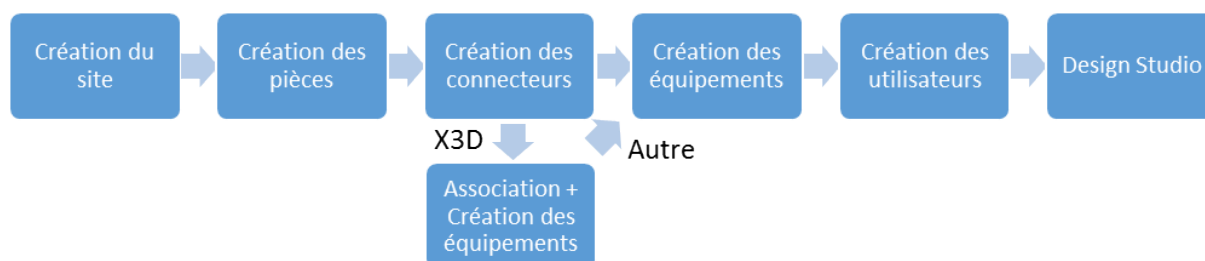 Création du
site
Création des
pièces
Création des
connecteurs
Création des
équipements
Création des
utilisateurs
Design Studio
X3D
Autre
Association +
Création des
équipements